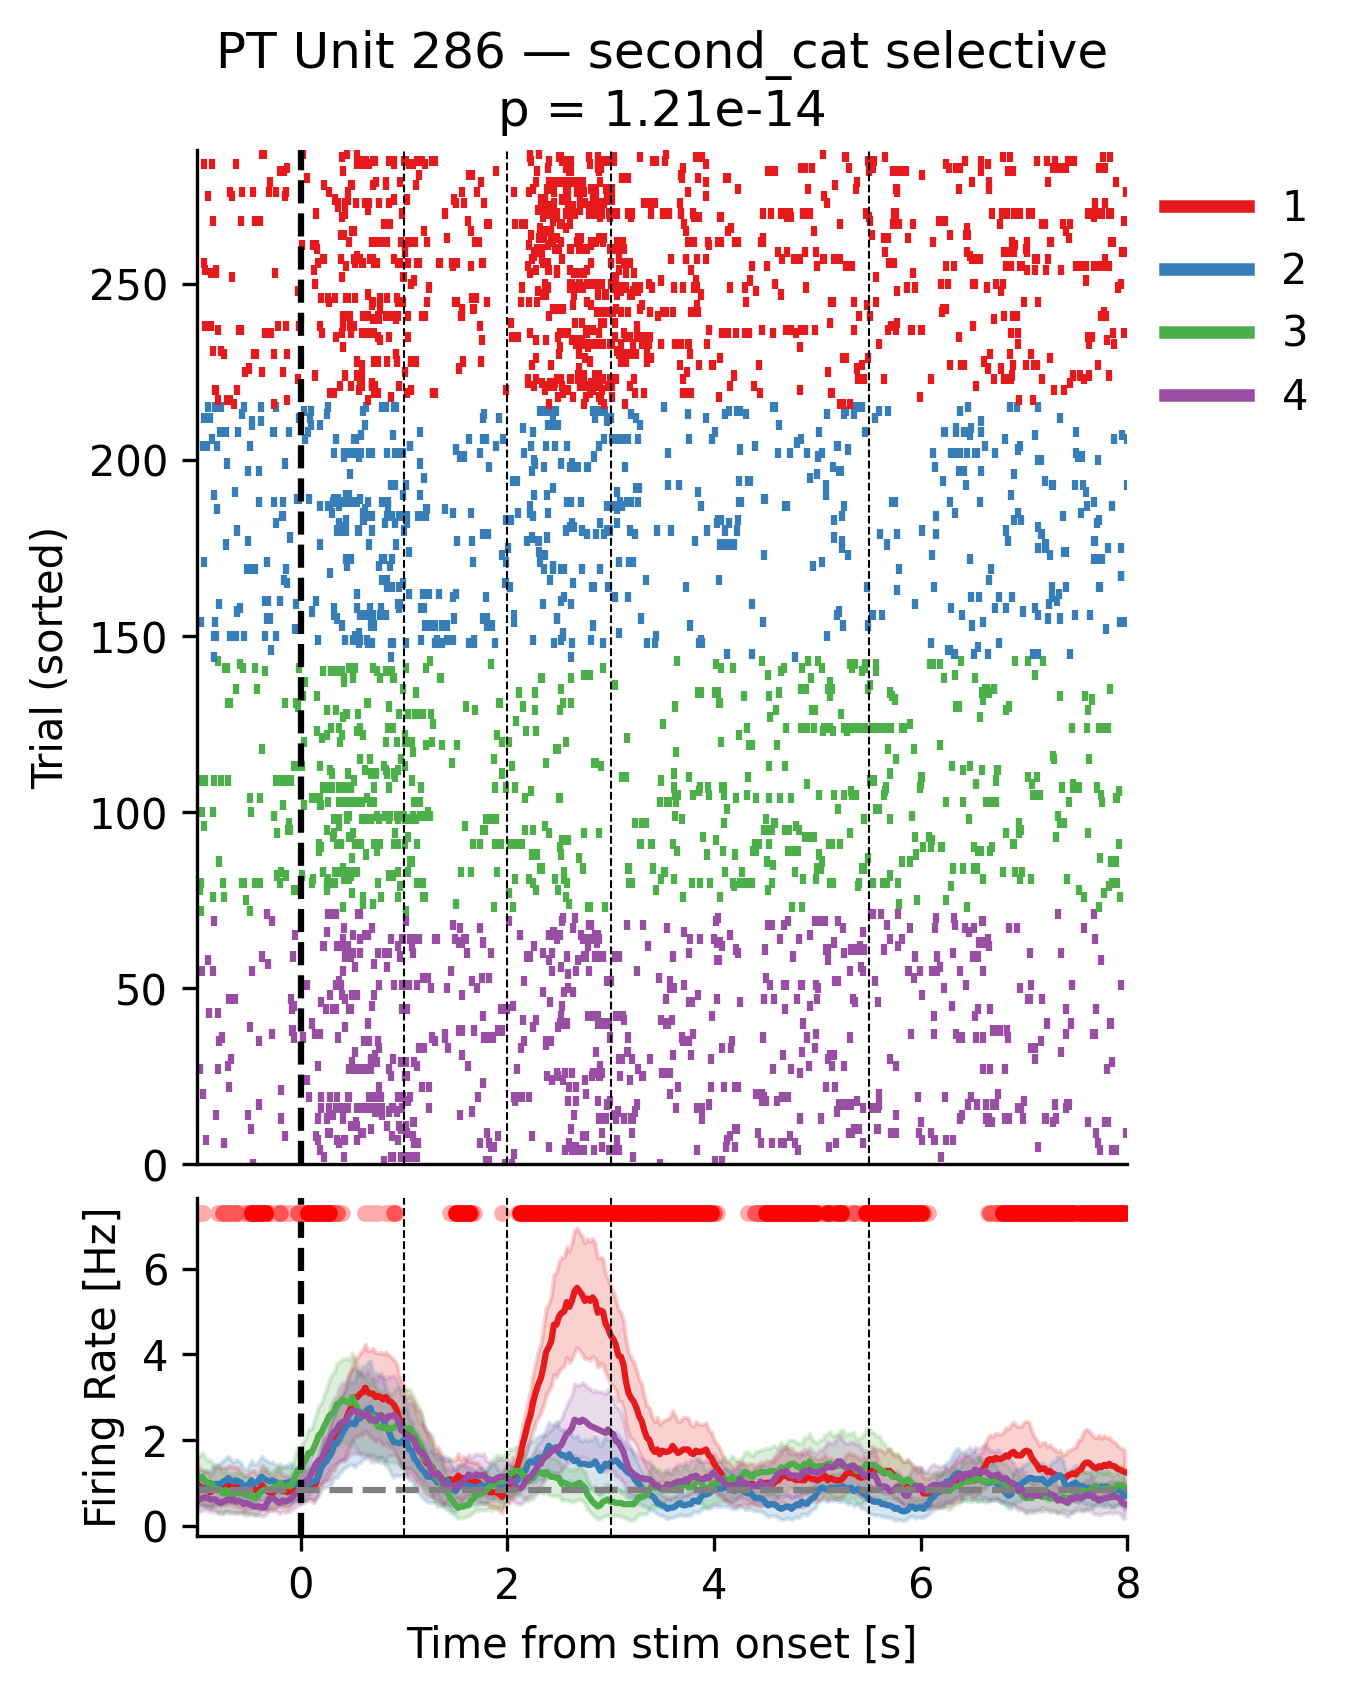 PT Unit 286 — second_cat selective
p = 1.21e-14
1
2
3
4
Trial (sorted)
250
200
150
100
50
0
Firing Rate [Hz]
6
4
2
0
0 2 4 6 8
Time from stim onset [s]